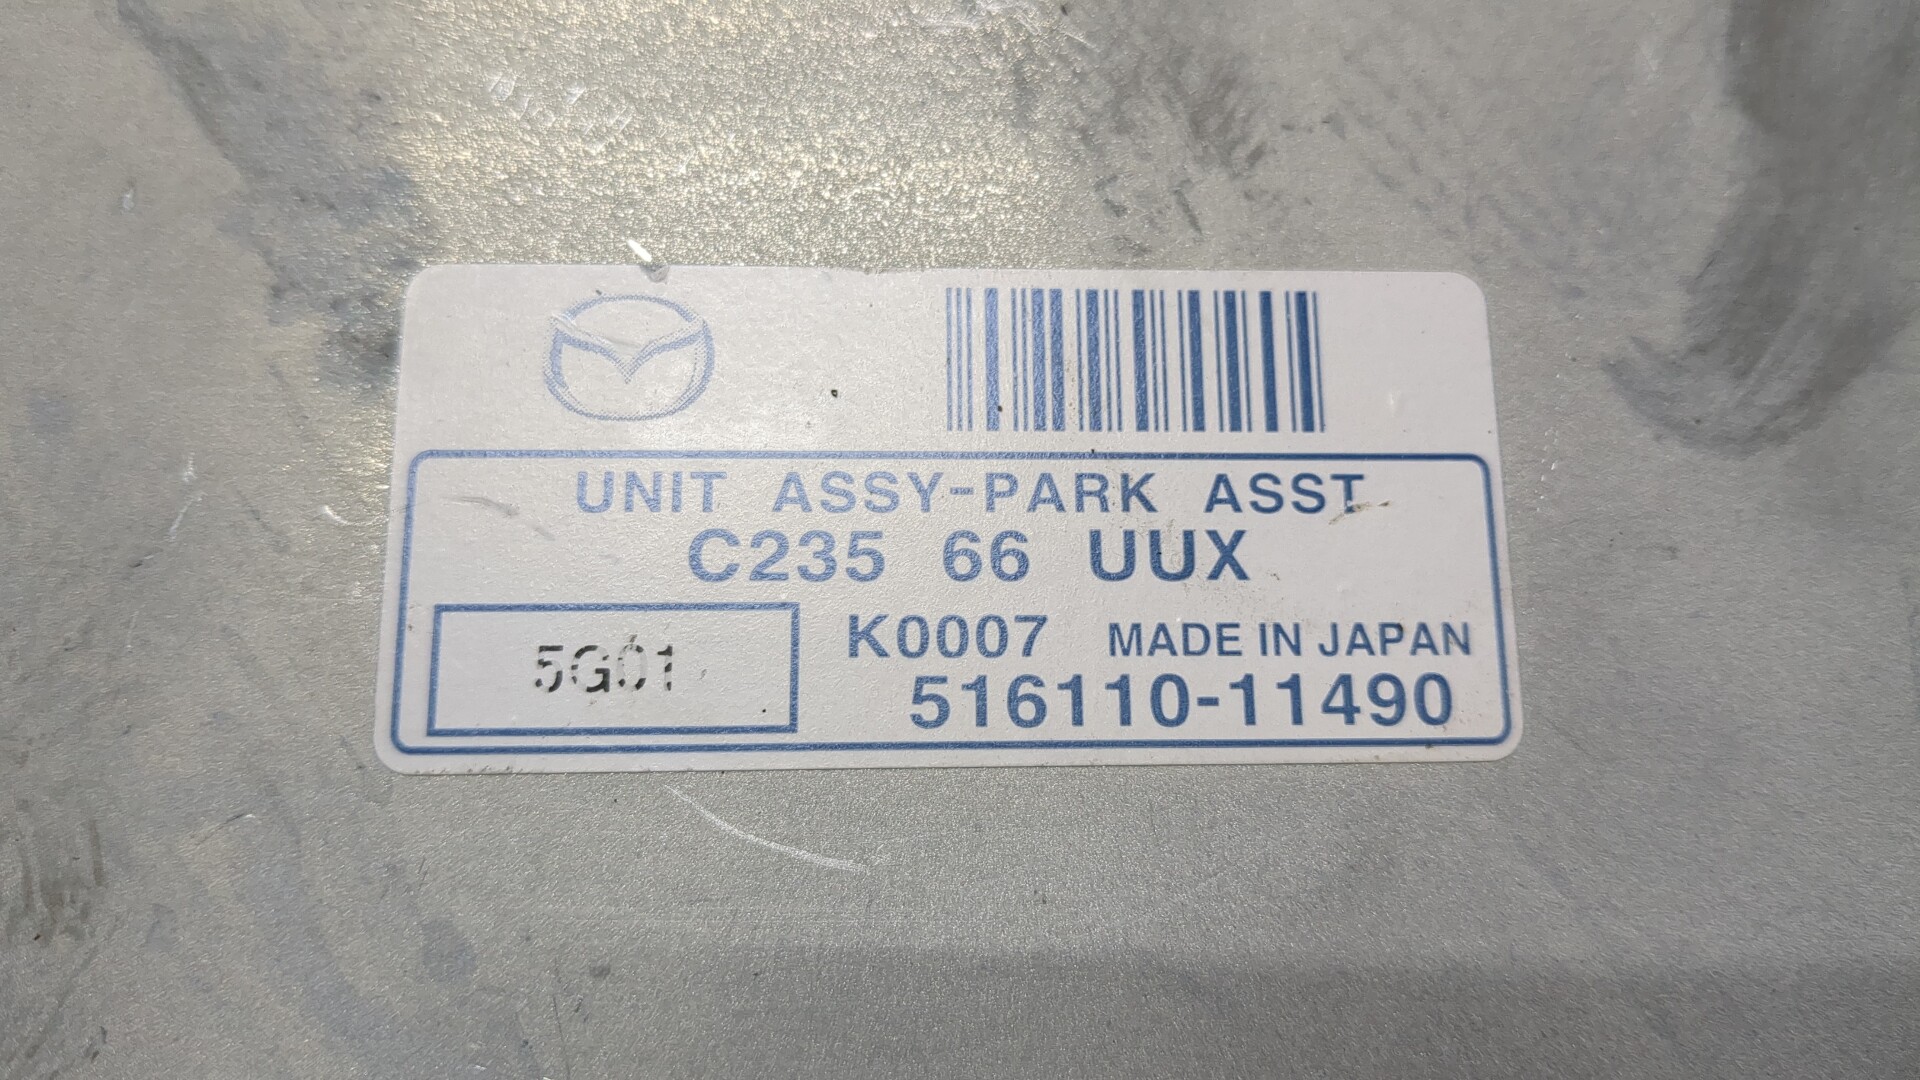 UNIT ASSY-PARK ASST
C235 66 UUX
5G01
K0007 MADE IN JAPAN
516110-11490